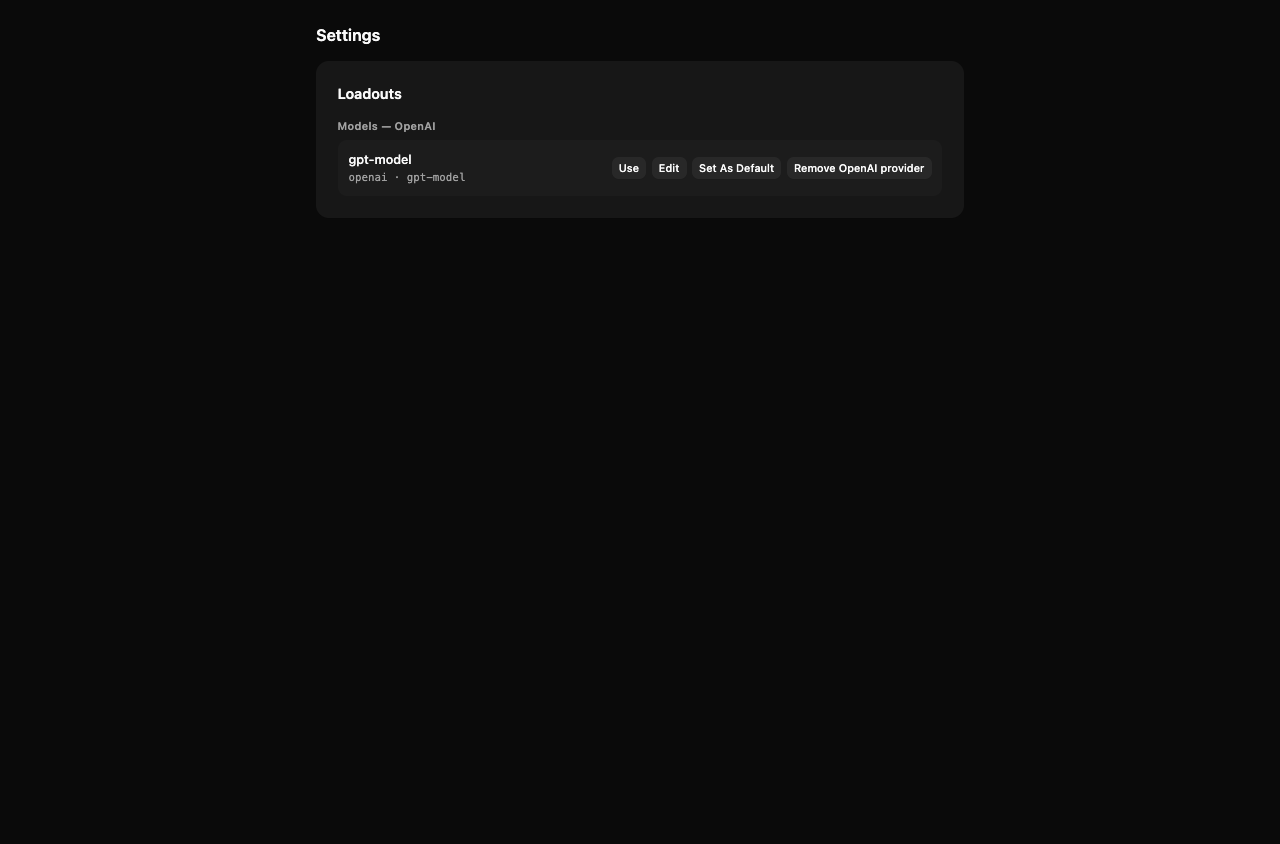 Settings
Loadouts
Models — OpenAI
gpt-model
openai · gpt-model
Use Edit Set As Default Remove OpenAI provider